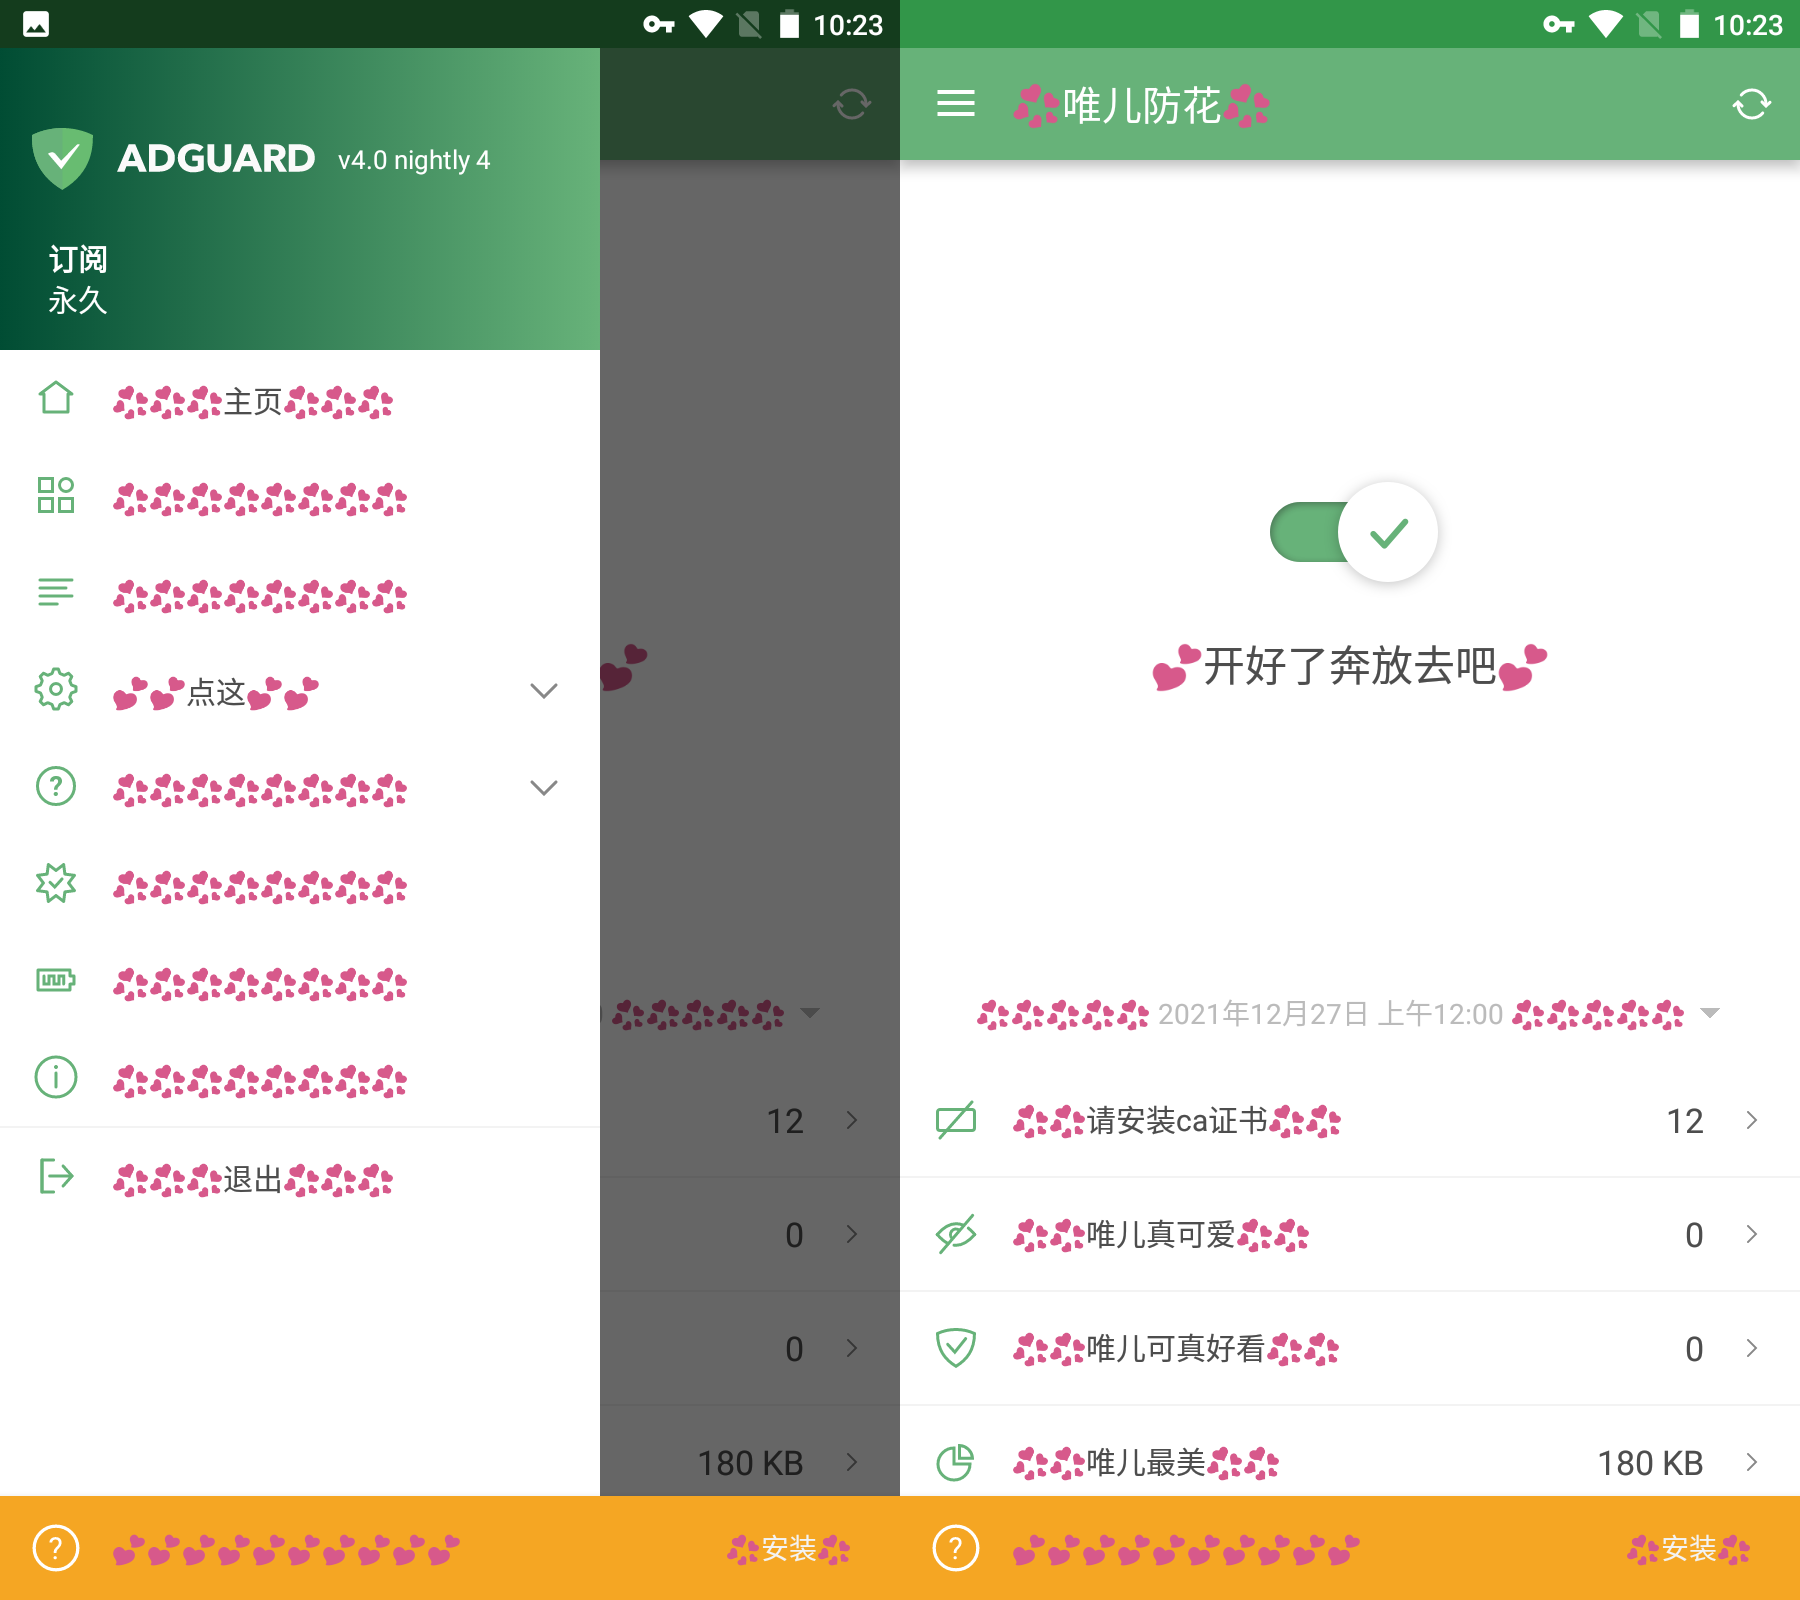 10:23
ADGUARD v4.0 nightly 4
订阅
永久
主页
点这
退出
12
0
0
180 KB
安装
10:23
唯儿防花
开好了奔放去吧
2021年12月27日 上午12:00
请安装ca证书 12
唯儿真可爱 0
唯儿可真好看 0
唯儿最美 180 KB
安装